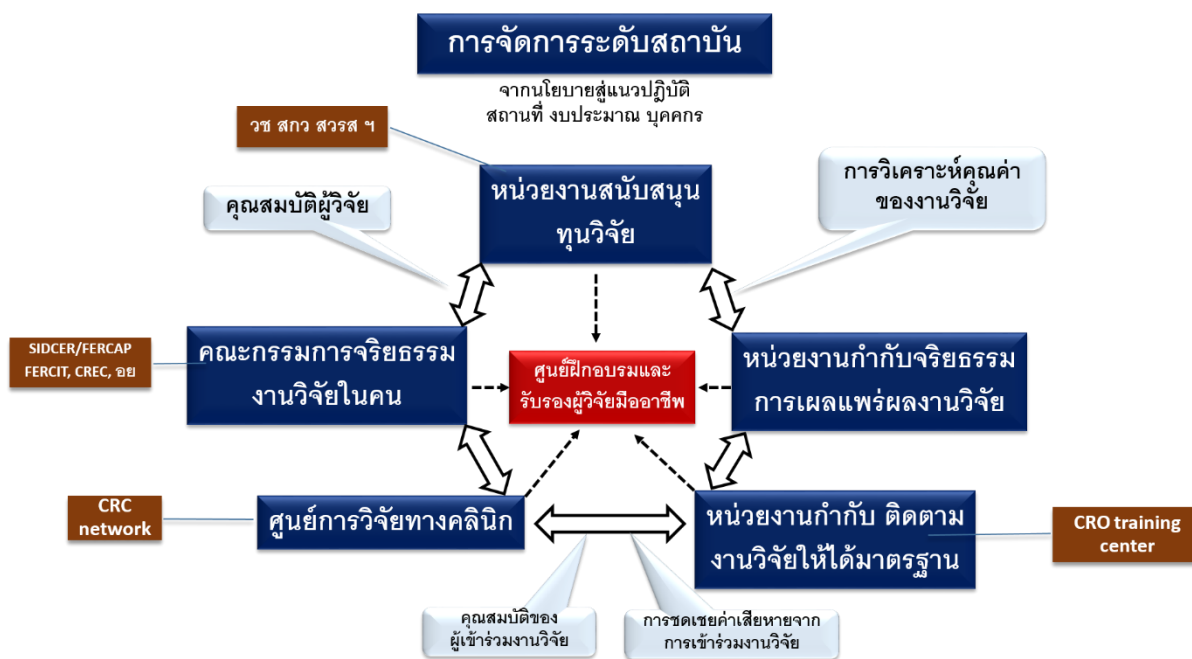 การจัดการระดับสถาบัน
จากนโยบายสู่แนวปฎิบัติ
สถานที่ งบประมาณ บุคคกร
วช สกว สวรส ฯ
หน่วยงานสนับสนุน
ทุนวิจัย
คุณสมบัติผู้วิจัย
การวิเคราะห์คุณค่า
ของงานวิจัย
SIDCER/FERCAP
FERCIT, CREC, อย
คณะกรรมการจริยธรรม
งานวิจัยในคน
ศูนย์ฝึกอบรมและ
รับรองผู้วิจัยมืออาชีพ
หน่วยงานกำกับจริยธรรม
การเผลแพร่ผลงานวิจัย
CRC
network
ศูนย์การวิจัยทางคลินิก
หน่วยงานกำกับ ติดตาม
งานวิจัยให้ได้มาตรฐาน
CRO training
center
คุณสมบัติของ
ผู้เข้าร่วมงานวิจัย
การชดเชยค่าเสียหายจาก
การเข้าร่วมงานวิจัย